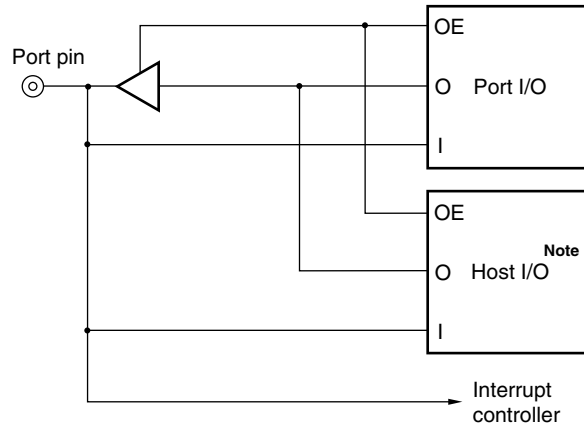 OE
Port pin
O Port I/O
I
OE
Note
O Host I/O
I
Interrupt
controller